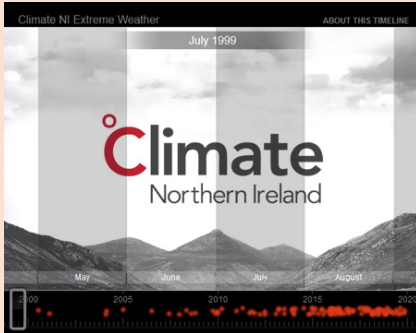 Climate NI Extreme Weather
ABOUT THIS TIMELINE
July 1999
Climate
Northern Ireland
May
June
July
August
2000
2005
2010
2015
2020